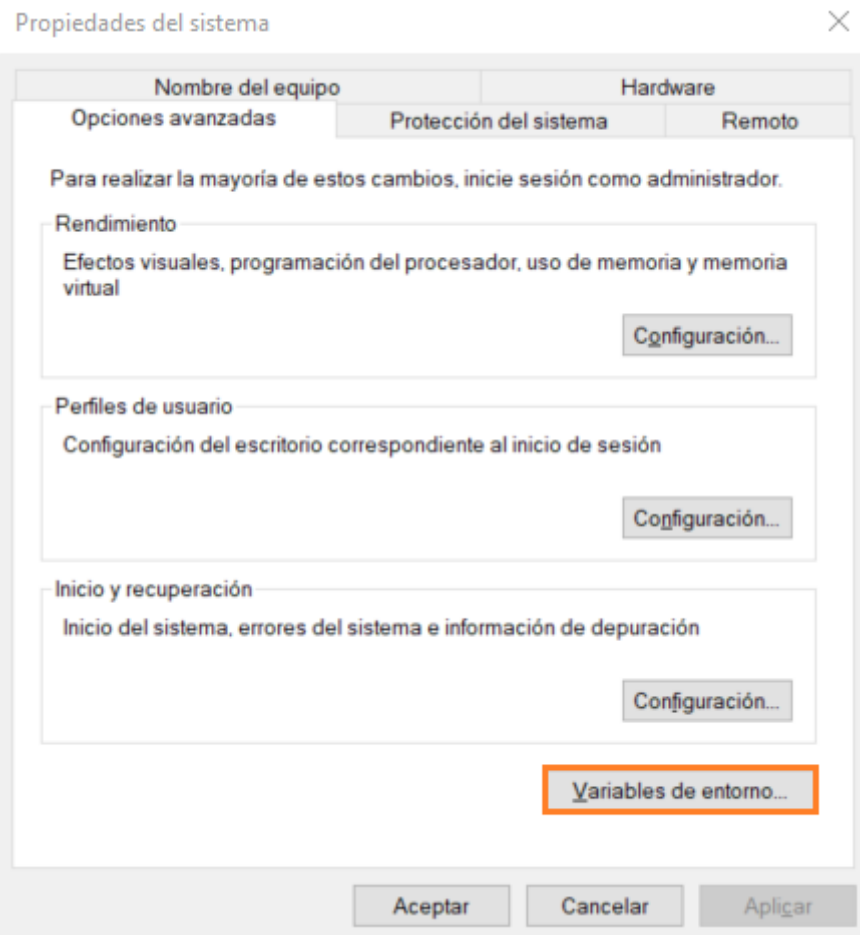 Propiedades del sistema
Nombre del equipo
Hardware
Opciones avanzadas
Protección del sistema
Remoto
Para realizar la mayoría de estos cambios, inicie sesión como administrador.
Rendimiento
Efectos visuales, programación del procesador, uso de memoria y memoria
virtual
Configuración...
Perfiles de usuario
Configuración del escritorio correspondiente al inicio de sesión
Configuración...
Inicio y recuperación
Inicio del sistema, errores del sistema e información de depuración
Configuración...
Variables de entorno...
Aceptar
Cancelar
Aplicar